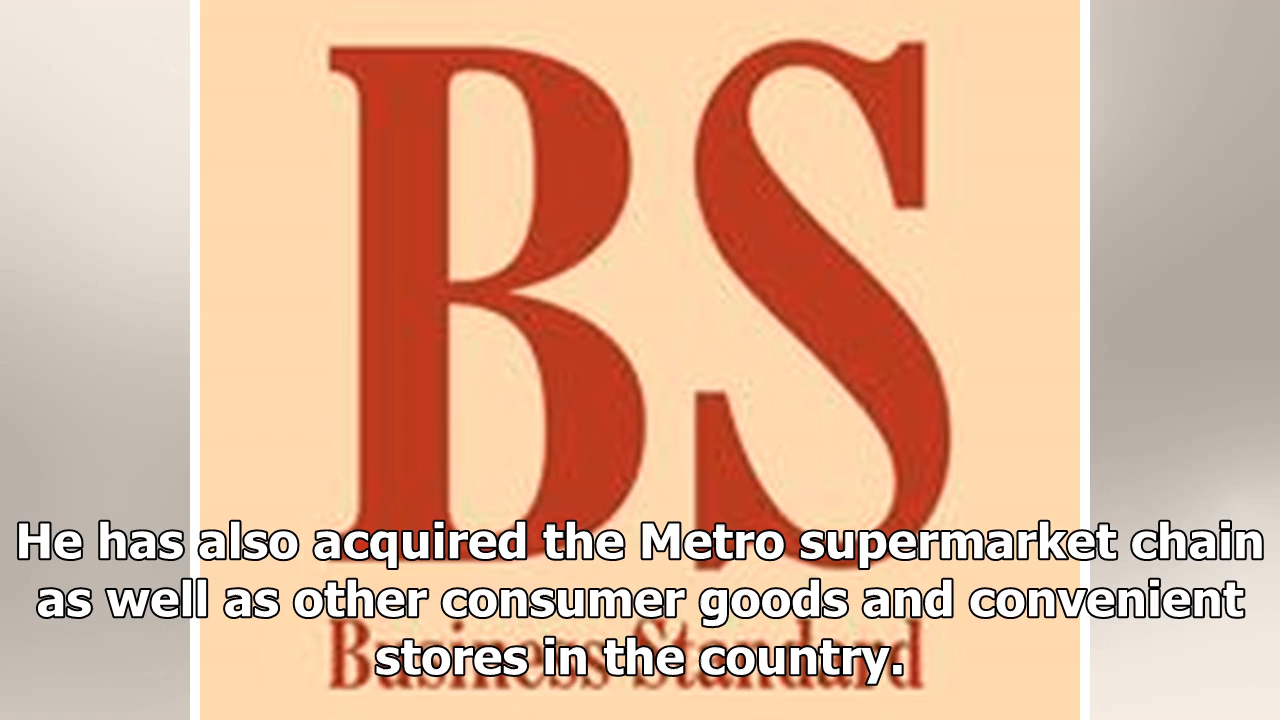 BS
He has also acquired the Metro supermarket chain
as well as other consumer goods and convenient
stores in the country.
Business Standard